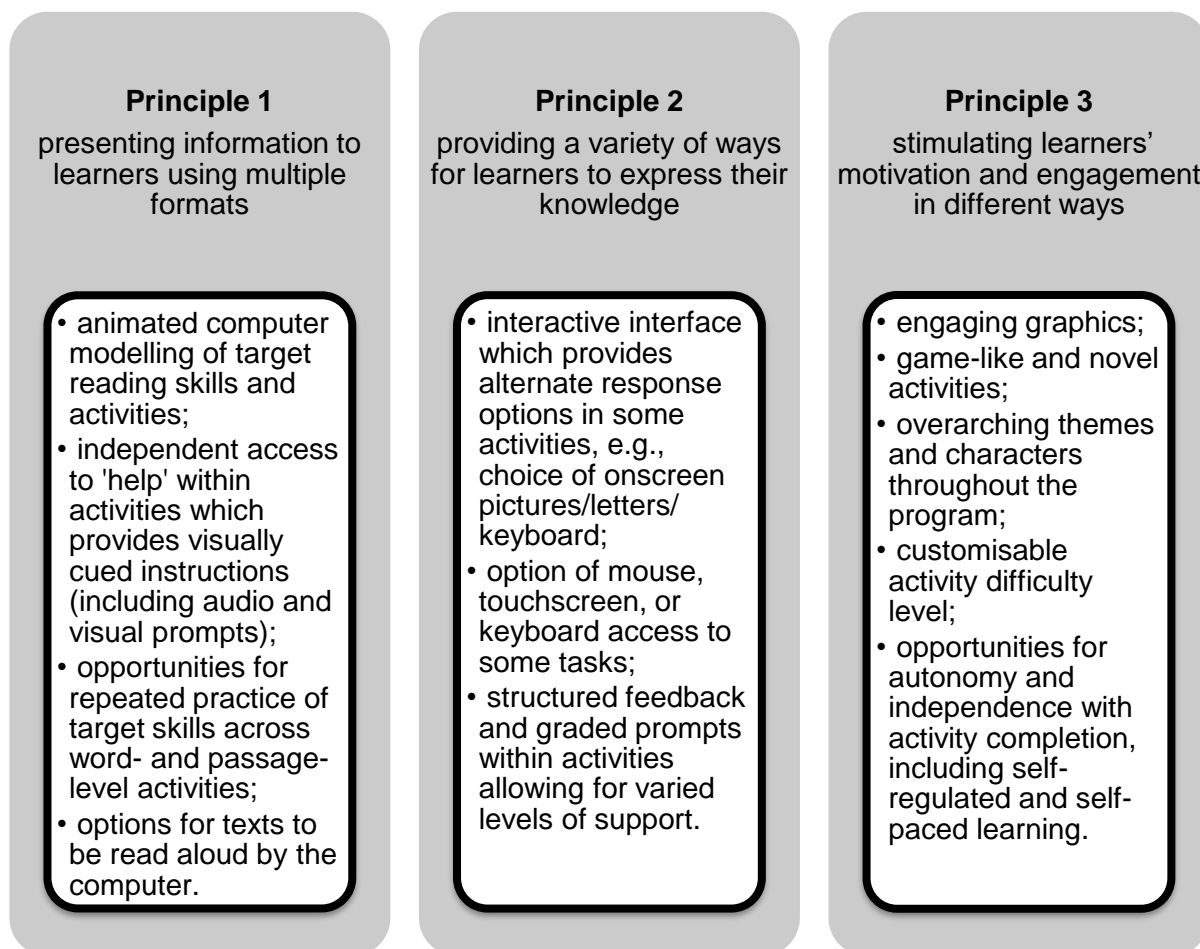 Principle 1
presenting information to
learners using multiple
formats
• animated computer
modelling of target
reading skills and
activities;
• independent access
to 'help' within
activities which
provides visually
cued instructions
(including audio and
visual prompts);
• opportunities for
repeated practice of
target skills across
word- and passage-
level activities;
• options for texts to
be read aloud by the
computer.
Principle 2
providing a variety of ways
for learners to express their
knowledge
• interactive interface
which provides
alternate response
options in some
activities, e.g.,
choice of onscreen
pictures/letters/
keyboard;
• option of mouse,
touchscreen, or
keyboard access to
some tasks;
• structured feedback
and graded prompts
within activities
allowing for varied
levels of support.
Principle 3
stimulating learners’
motivation and engagement
in different ways
• engaging graphics;
• game-like and novel
activities;
• overarching themes
and characters
throughout the
program;
• customisable
activity difficulty
level;
• opportunities for
autonomy and
independence with
activity completion,
including self-
regulated and self-
paced learning.